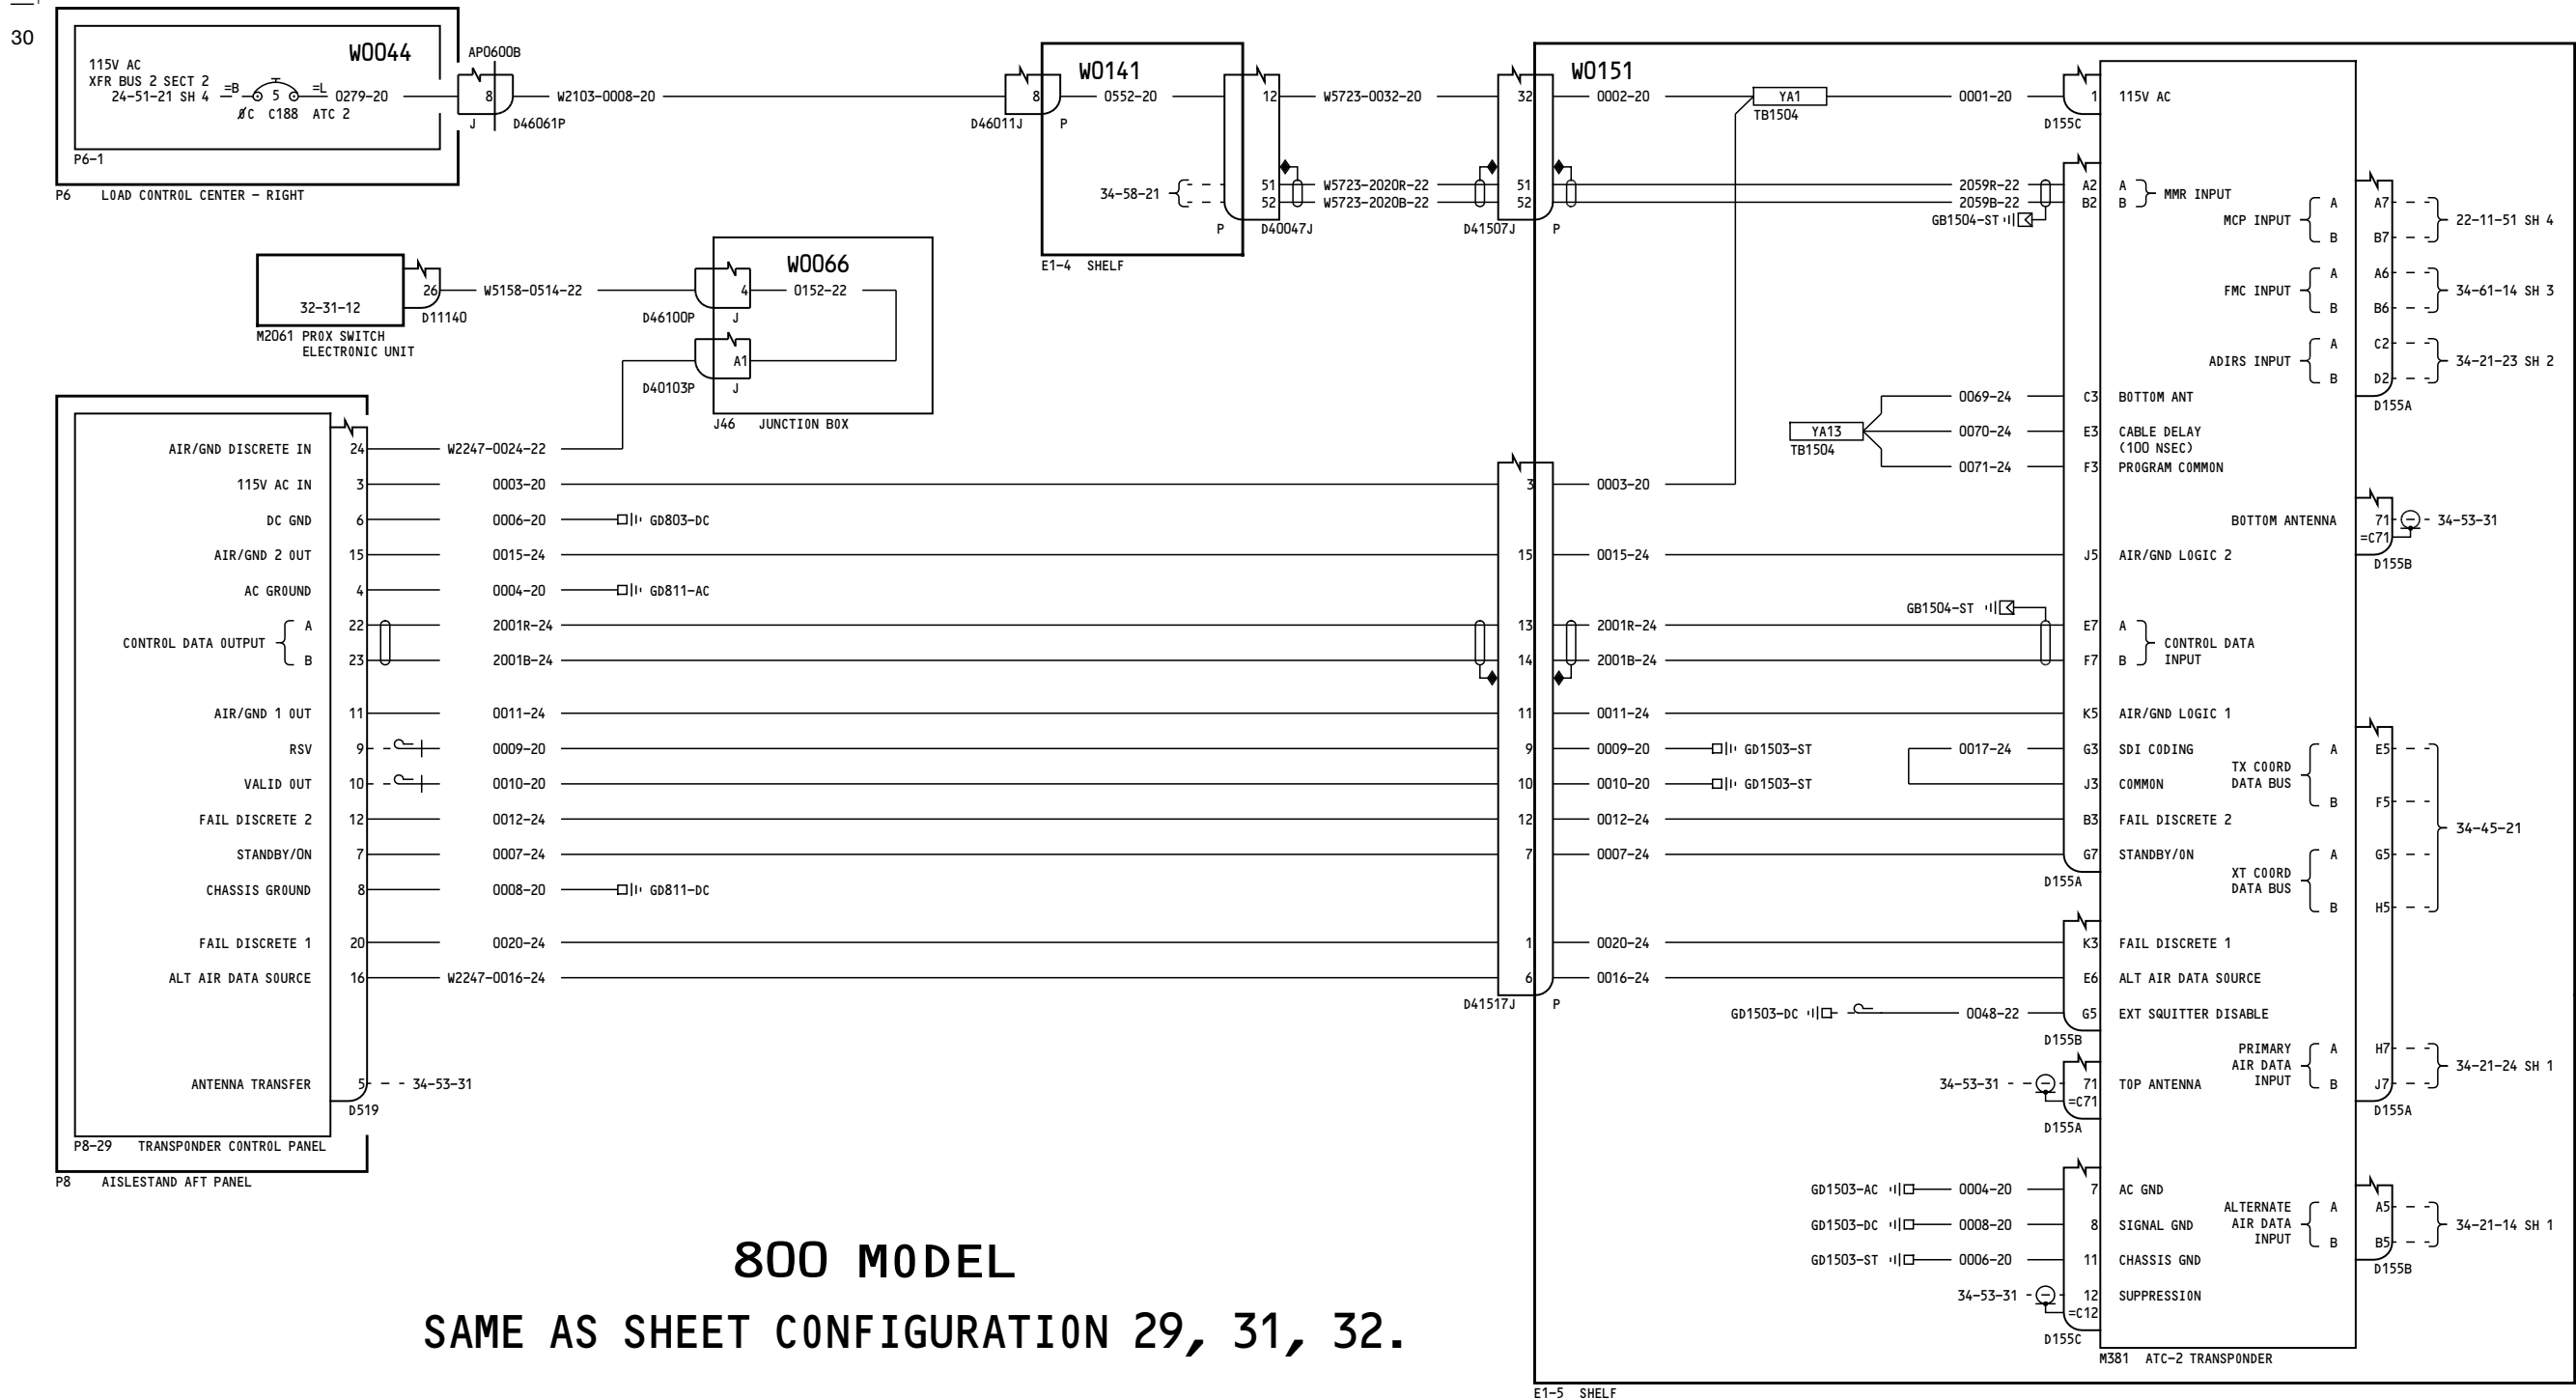 30
W0044
115V AC
XFR BUS 2 SECT 2
24-51-21 SH 4 =B 5 =L 0279-20
ØC C188 ATC 2
P6-1
P6 LOAD CONTROL CENTER - RIGHT
AP0600B
8
J D46061P
W2103-0008-20
8
D46011J P
W0141
0552-20
12
51
52
34-58-21
P D40047J
E1-4 SHELF
W5723-0032-20
W5723-2020R-22
W5723-2020B-22
32
51
52
D41507J P
W0151
0002-20
YA1
TB1504
0001-20
1 115V AC
D155C
2059R-22 A2 A
2059B-22 B2 B
MMR INPUT
GB1504-ST
32-31-12
26
D11140
M2061 PROX SWITCH
ELECTRONIC UNIT
W5158-0514-22
W0066
4 0152-22
D46100P J
A1
D40103P J
J46 JUNCTION BOX
MCP INPUT A A7
B B7
22-11-51 SH 4
FMC INPUT A A6
B B6
34-61-14 SH 3
ADIRS INPUT A C2
B D2
34-21-23 SH 2
D155A
YA13
TB1504
0069-24 C3 BOTTOM ANT
0070-24 E3 CABLE DELAY
(100 NSEC)
0071-24 F3 PROGRAM COMMON
AIR/GND DISCRETE IN 24 W2247-0024-22
115V AC IN 3 0003-20 3 0003-20
DC GND 6 0006-20 GD803-DC
BOTTOM ANTENNA 71 34-53-31
=C71
D155B
AIR/GND 2 OUT 15 0015-24 15 0015-24 J5 AIR/GND LOGIC 2
AC GROUND 4 0004-20 GD811-AC
GB1504-ST
CONTROL DATA OUTPUT
A 22 2001R-24 13 2001R-24 E7 A
B 23 2001B-24 14 2001B-24 F7 B
CONTROL DATA
INPUT
AIR/GND 1 OUT 11 0011-24 11 0011-24 K5 AIR/GND LOGIC 1
RSV 9 0009-20 9 0009-20 GD1503-ST 0017-24 G3 SDI CODING
VALID OUT 10 0010-20 10 0010-20 GD1503-ST J3 COMMON
FAIL DISCRETE 2 12 0012-24 12 0012-24 B3 FAIL DISCRETE 2
STANDBY/ON 7 0007-24 7 0007-24 G7 STANDBY/ON
D155A
CHASSIS GROUND 8 0008-20 GD811-DC
TX COORD
DATA BUS
A E5
B F5
34-45-21
XT COORD
DATA BUS
A G5
B H5
FAIL DISCRETE 1 20 0020-24 1 0020-24 K3 FAIL DISCRETE 1
ALT AIR DATA SOURCE 16 W2247-0016-24 6 0016-24 E6 ALT AIR DATA SOURCE
D41517J P
GD1503-DC 0048-22 G5 EXT SQUITTER DISABLE
D155B
PRIMARY
AIR DATA
INPUT
A H7
B J7
34-21-24 SH 1
D155A
ANTENNA TRANSFER 5 34-53-31
D519
P8-29 TRANSPONDER CONTROL PANEL
P8 AISLESTAND AFT PANEL
34-53-31 71 TOP ANTENNA
=C71
D155A
GD1503-AC 0004-20 7 AC GND
GD1503-DC 0008-20 8 SIGNAL GND
GD1503-ST 0006-20 11 CHASSIS GND
34-53-31 12 SUPPRESSION
=C12
D155C
ALTERNATE
AIR DATA
INPUT
A A5
B B5
34-21-14 SH 1
D155B
M381 ATC-2 TRANSPONDER
E1-5 SHELF
800 MODEL
SAME AS SHEET CONFIGURATION 29, 31, 32.